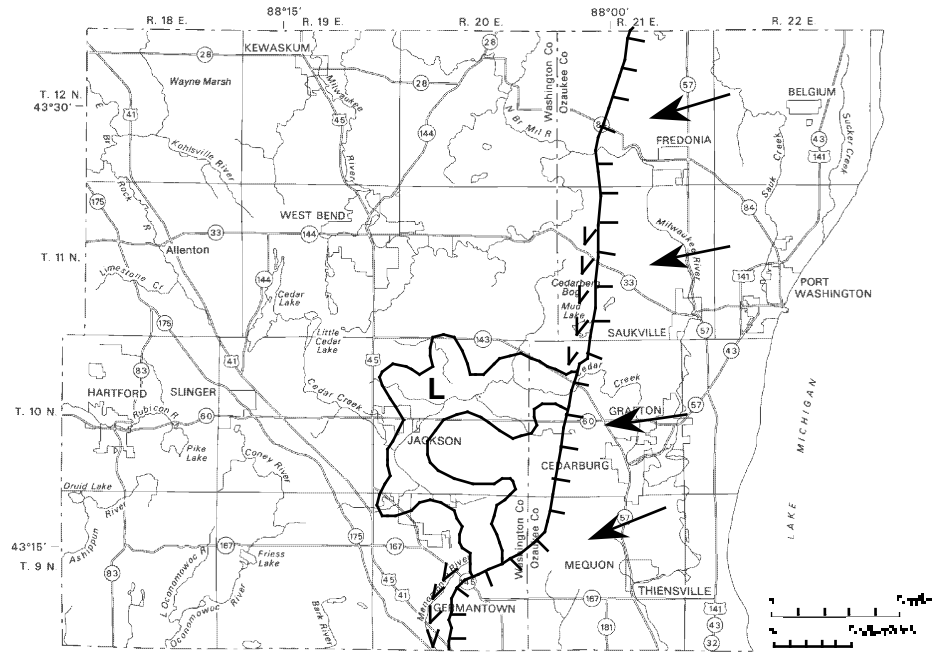 R. 18 E.
88°15'
R. 19 E.
R. 20 E.
88°00'
R. 21 E.
R. 22 E.
KEWASKUM
28
28
Washington Co
Ozaukee Co
57
Wayne Marsh
T. 12 N.
43°30'
Milwaukee
28
N Br Mil R
BELGIUM
41
45
144
FREDONIA
43
141
Sucker Creek
Kohlsville River
River
Sauk Creek
175
Rock
R
WEST BEND
84
33
144
Milwaukee River
Allenton
T. 11 N.
Limestone Cr.
144
Cedar Lake
Cedarberg Bog
33
141
PORT WASHINGTON
Mud Lake
175
Little Cedar Lake
SAUKVILLE
57
143
43
83
41
45
Cedar
Creek
HARTFORD
SLINGER
L
Cedar Creek
GRAFTON
57
T. 10 N.
Rubicon R.
60
60
JACKSON
Pike Lake
Coney River
CEDARBURG
LAKE MICHIGAN
Druid Lake
Ashippun River
57
Washington Co
Ozaukee Co
43°15'
167
175
167
T. 9 N
Friess Lake
MEQUON
83
L Oconomowoc R
Oconomowoc River
45
41
Menomonee River
GERMANTOWN
THIENSVILLE
167
Bark River
141
43
32
181